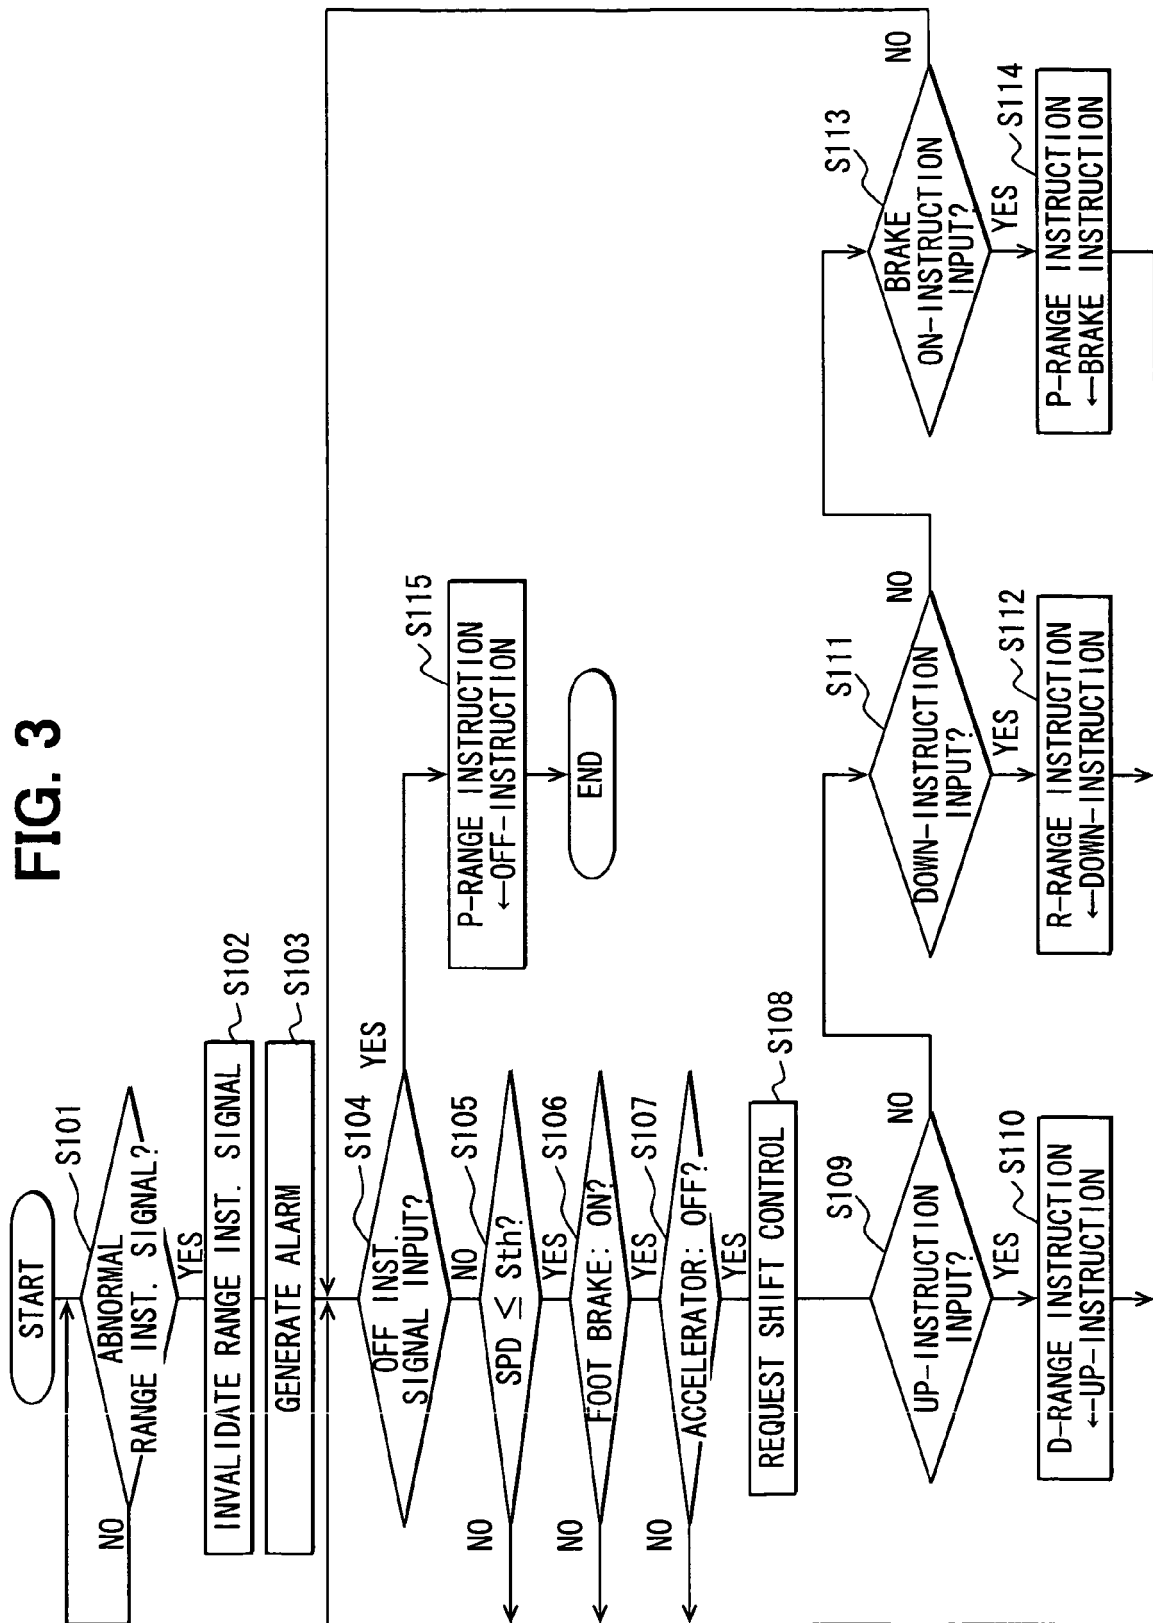 FIG. 3
START
S101
ABNORMAL
RANGE INST. SIGNAL?
NO
YES
S102
INVALIDATE RANGE INST. SIGNAL
S103
GENERATE ALARM
S104
OFF INST.
SIGNAL INPUT?
YES
NO
S115
P-RANGE INSTRUCTION
←OFF-INSTRUCTION
END
S105
SPD ≤ Sth?
NO
YES
S106
FOOT BRAKE: ON?
NO
YES
S107
ACCELERATOR: OFF?
NO
YES
S108
REQUEST SHIFT CONTROL
S109
UP-INSTRUCTION
INPUT?
NO
YES
S110
D-RANGE INSTRUCTION
←UP-INSTRUCTION
S111
DOWN-INSTRUCTION
INPUT?
NO
YES
S112
R-RANGE INSTRUCTION
←DOWN-INSTRUCTION
S113
BRAKE
ON-INSTRUCTION
INPUT?
NO
YES
S114
P-RANGE INSTRUCTION
←BRAKE INSTRUCTION